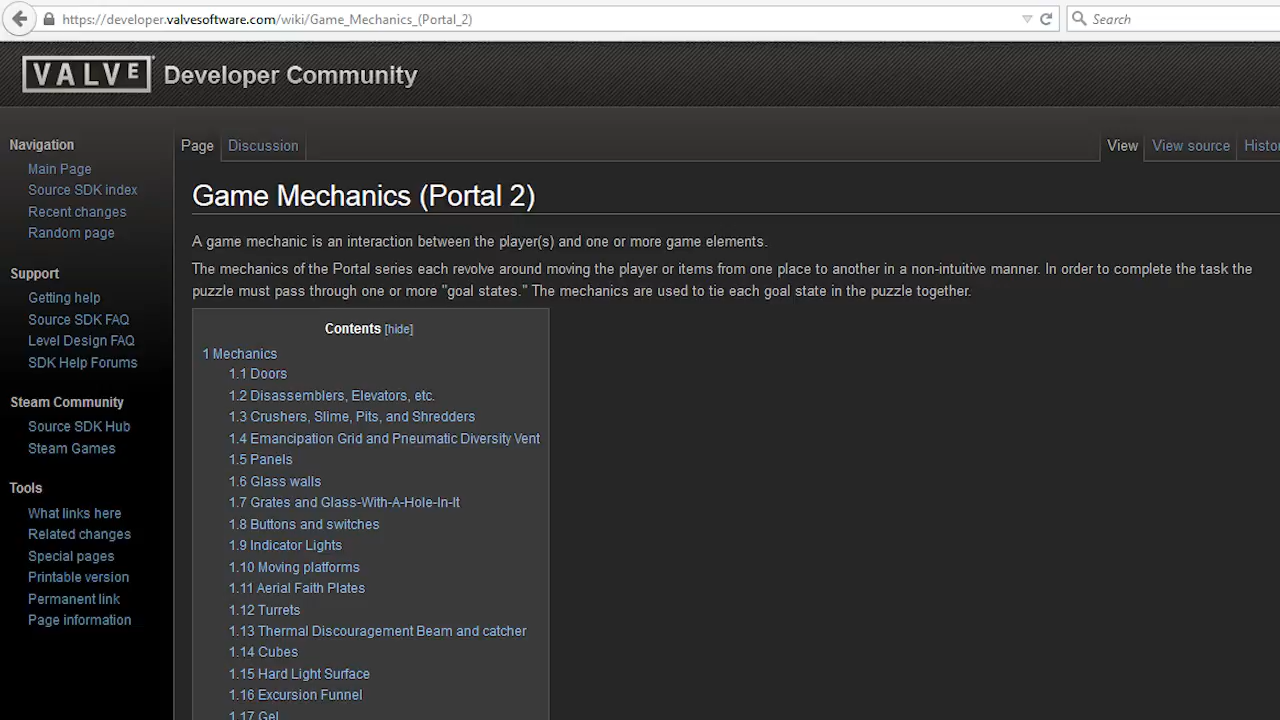 https://developer.valvesoftware.com/wiki/Game_Mechanics_(Portal_2)
Search
VALVE Developer Community
Navigation
Main Page
Source SDK index
Recent changes
Random page
Support
Getting help
Source SDK FAQ
Level Design FAQ
SDK Help Forums
Steam Community
Source SDK Hub
Steam Games
Tools
What links here
Related changes
Special pages
Printable version
Permanent link
Page information
Page
Discussion
View
View source
Histo
Game Mechanics (Portal 2)
A game mechanic is an interaction between the player(s) and one or more game elements.
The mechanics of the Portal series each revolve around moving the player or items from one place to another in a non-intuitive manner. In order to complete the task the
puzzle must pass through one or more "goal states." The mechanics are used to tie each goal state in the puzzle together.
Contents [hide]
1 Mechanics
1.1 Doors
1.2 Disassemblers, Elevators, etc.
1.3 Crushers, Slime, Pits, and Shredders
1.4 Emancipation Grid and Pneumatic Diversity Vent
1.5 Panels
1.6 Glass walls
1.7 Grates and Glass-With-A-Hole-In-It
1.8 Buttons and switches
1.9 Indicator Lights
1.10 Moving platforms
1.11 Aerial Faith Plates
1.12 Turrets
1.13 Thermal Discouragement Beam and catcher
1.14 Cubes
1.15 Hard Light Surface
1.16 Excursion Funnel
1.17 Gel